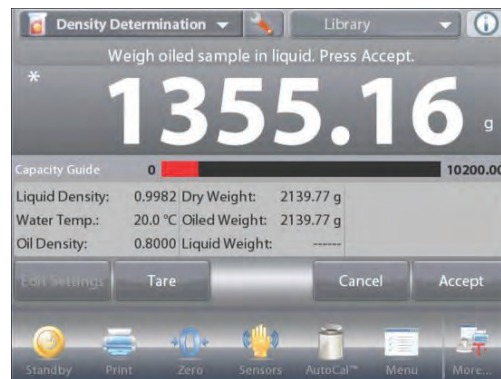 Density Determination Library
Weigh oiled sample in liquid. Press Accept.
* 1355.16 g
Capacity Guide 0 10200.00
Liquid Density: 0.9982 Dry Weight: 2139.77 g
Water Temp.: 20.0 °C Oiled Weight: 2139.77 g
Oil Density: 0.8000 Liquid Weight: ------
Edit Settings Tare Cancel Accept
Standby Print Zero Sensors AutoCal™ Menu More...